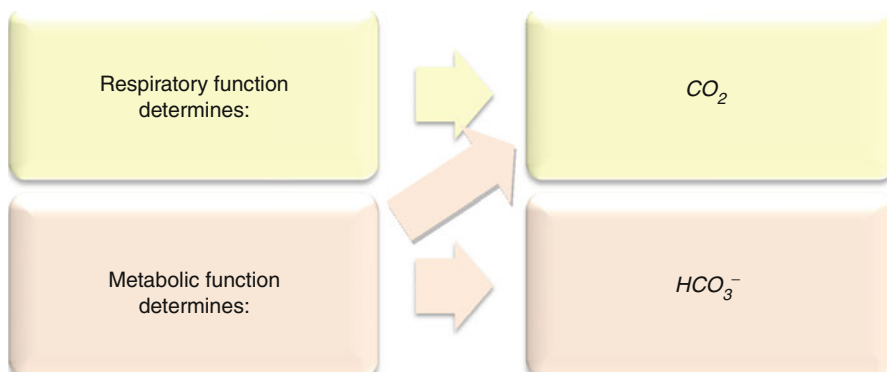 Respiratory function
determines:
CO₂
Metabolic function
determines:
HCO₃⁻